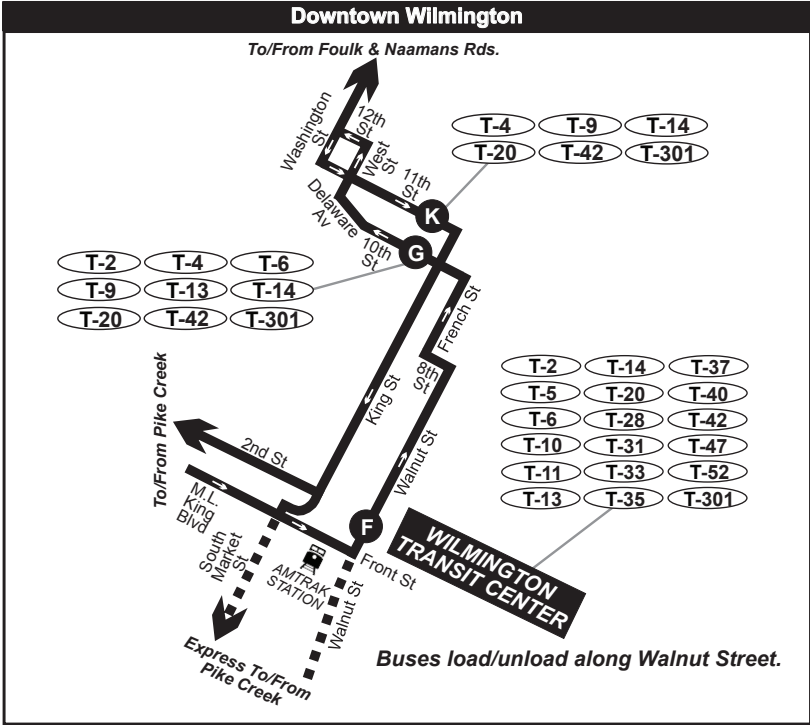 Downtown Wilmington
To/From Foulk & Naamans Rds.
Washington
St
12th
St
West
St
11th
St
K
T-4 T-9 T-14
T-20 T-42 T-301
Delaware
Av
10th
St
G
T-2 T-4 T-6
T-9 T-13 T-14
T-20 T-42 T-301
French St
8th
St
King St
Walnut St
T-2 T-14 T-37
T-5 T-20 T-40
T-6 T-28 T-42
T-10 T-31 T-47
T-11 T-33 T-52
T-13 T-35 T-301
To/From Pike Creek
2nd St
M.L.
King
Blvd
F
Front St
WILMINGTON
TRANSIT CENTER
South
Market
St
AMTRAK
STATION
Walnut St
Express To/From
Pike Creek
Buses load/unload along Walnut Street.